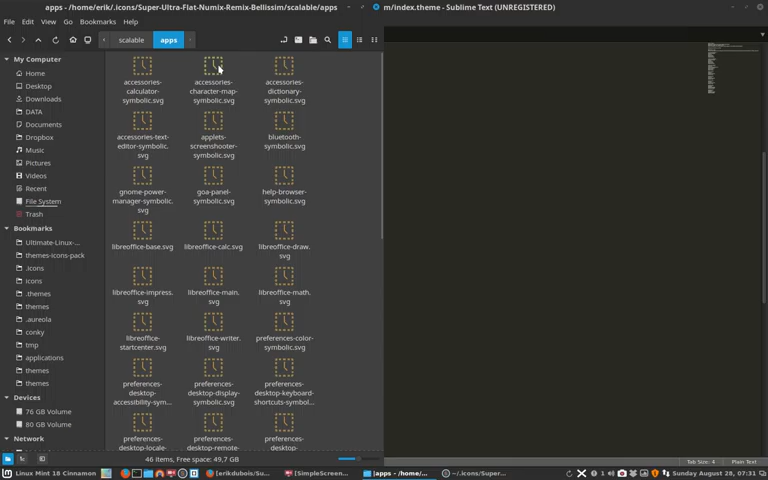 apps - /home/erik/.icons/Super-Ultra-Flat-Numix-Remix-Bellissim/scalable/apps
m/index.theme - Sublime Text (UNREGISTERED)
File Edit View Go Bookmarks Help
scalable apps
My Computer
Home
Desktop
Downloads
DATA
Documents
Dropbox
Music
Pictures
Videos
Recent
File System
Trash
Bookmarks
Ultimate-Linux-...
themes-icons-pack
.icons
icons
.themes
themes
.aureola
conky
tmp
applications
themes
themes
Devices
76 GB Volume
80 GB Volume
Network
accessories-calculator-symbolic.svg
accessories-character-map-symbolic.svg
accessories-dictionary-symbolic.svg
accessories-text-editor-symbolic.svg
applets-screenshooter-symbolic.svg
bluetooth-symbolic.svg
gnome-power-manager-symbolic.svg
goa-panel-symbolic.svg
help-browser-symbolic.svg
libreoffice-base.svg
libreoffice-calc.svg
libreoffice-draw.svg
libreoffice-impress.svg
libreoffice-main.svg
libreoffice-math.svg
libreoffice-startcenter.svg
libreoffice-writer.svg
preferences-color-symbolic.svg
preferences-desktop-accessibility-sym...
preferences-desktop-display-symbolic.svg
preferences-desktop-keyboard-shortcuts-symbol...
preferences-desktop-locale-
preferences-desktop-remote-
preferences-desktop-
46 items, Free space: 49,7 GB
Tab Size: 4 Plain Text
Linux Mint 18 Cinnamon
[erikdubois/Su...
[SimpleScreen...
apps - /home/...
~/.icons/Super...
1
Sunday August 28, 07:31